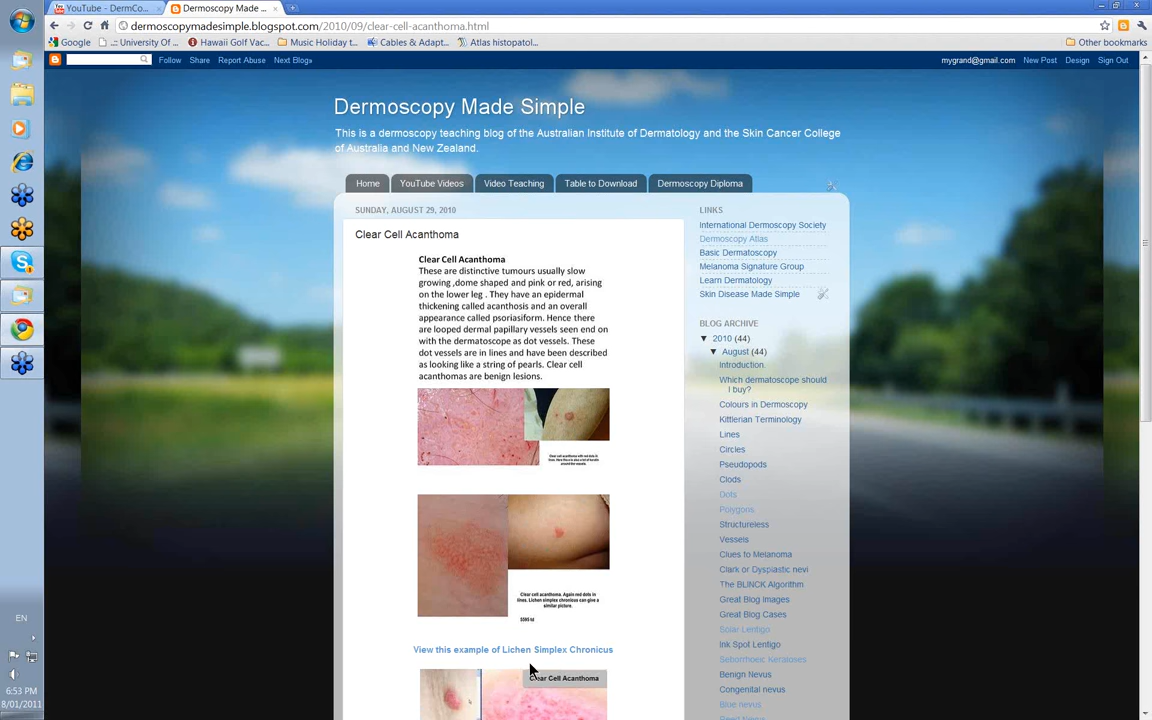 YouTube - DermCo...
Dermoscopy Made ...
dermoscopymadesimple.blogspot.com/2010/09/clear-cell-acanthoma.html
Google
..:: University Of ...
Hawaii Golf Vac...
Music Holiday t...
Cables & Adapt...
Atlas histopatol...
Other bookmarks
Follow
Share
Report Abuse
Next Blog»
mygrand@gmail.com
New Post
Design
Sign Out
Dermoscopy Made Simple
This is a dermoscopy teaching blog of the Australian Institute of Dermatology and the Skin Cancer College
of Australia and New Zealand.
Home
YouTube Videos
Video Teaching
Table to Download
Dermoscopy Diploma
SUNDAY, AUGUST 29, 2010
Clear Cell Acanthoma
Clear Cell Acanthoma
These are distinctive tumours usually slow
growing ,dome shaped and pink or red, arising
on the lower leg . They have an epidermal
thickening called acanthosis and an overall
appearance called psoriasiform. Hence there
are looped dermal papillary vessels seen end on
with the dermatoscope as dot vessels. These
dot vessels are in lines and have been described
as looking like a string of pearls. Clear cell
acanthomas are benign lesions.
Clear cell acanthoma with red dots in
around the vessels.
Clear cell acanthoma. Again red dots in
lines. Lichen simplex chronicus can give a
similar picture.
View this example of Lichen Simplex Chronicus
Clear Cell Acanthoma
LINKS
International Dermoscopy Society
Dermoscopy Atlas
Basic Dermatoscopy
Melanoma Signature Group
Learn Dermatology
Skin Disease Made Simple
BLOG ARCHIVE
▼ 2010 (44)
▼ August (44)
Introduction.
Which dermatoscope should
I buy?
Colours in Dermoscopy
Kittlerian Terminology
Lines
Circles
Pseudopods
Clods
Dots
Polygons
Structureless
Vessels
Clues to Melanoma
Clark or Dysplastic nevi
The BLINCK Algorithm
Great Blog Images
Great Blog Cases
Solar Lentigo
Ink Spot Lentigo
Seborrhoeic Keratoses
Benign Nevus
Congenital nevus
Blue nevus
EN
6:53 PM
8/01/2011